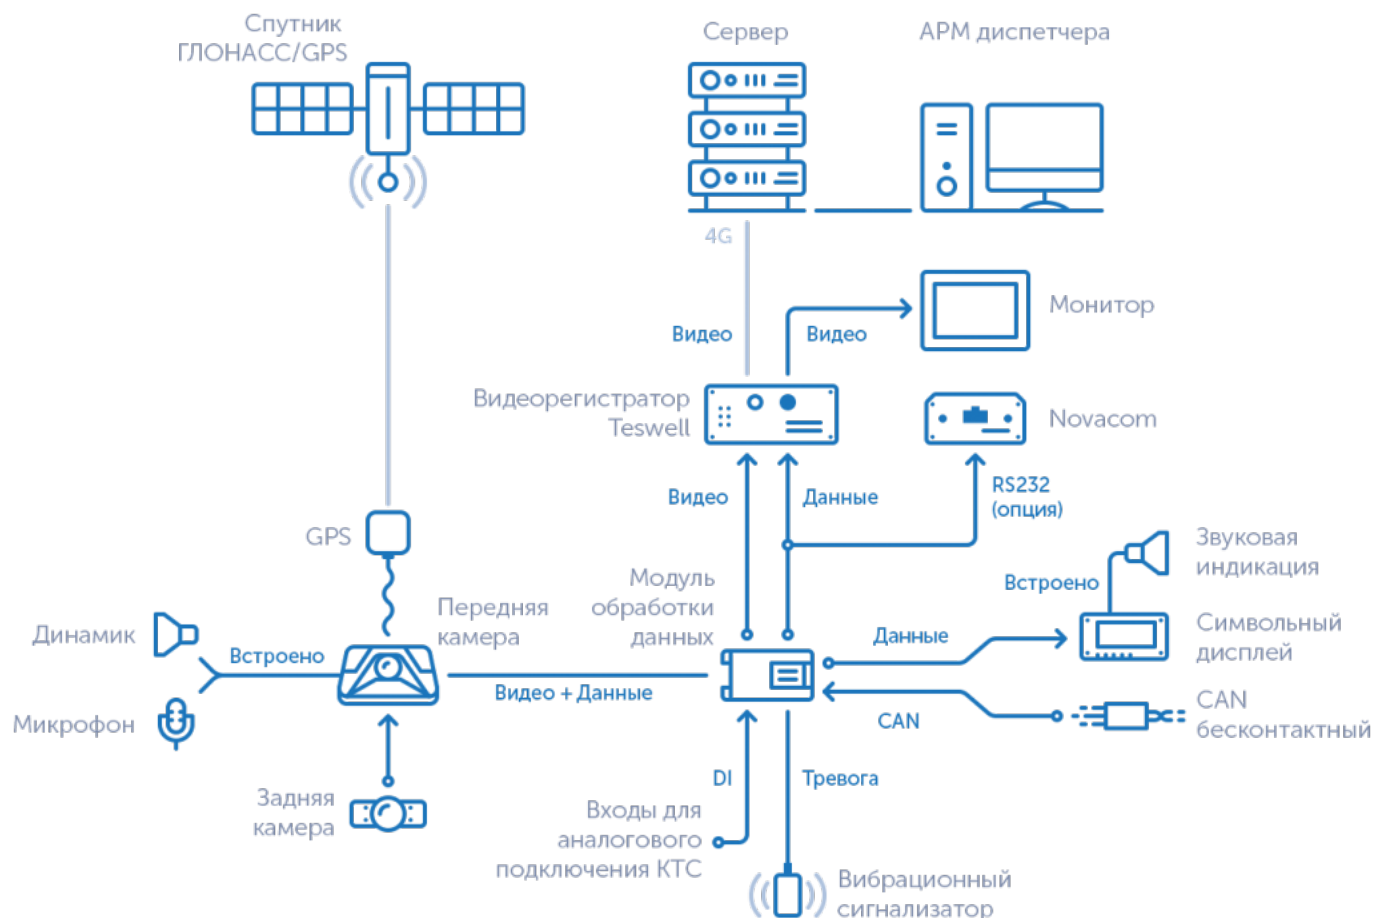 Спутник
ГЛОНАСС/GPS
Сервер
АРМ диспетчера
4G
Видео
Видео
Монитор
Видеорегистратор
Teswell
Novacom
Видео
Данные
RS232
(опция)
GPS
Звуковая
индикация
Встроено
Модуль
обработки
данных
Передняя
камера
Динамик
Встроено
Данные
Символьный
дисплей
Видео + Данные
Микрофон
CAN
CAN
бесконтактный
DI
Тревога
Задняя
камера
Входы для
аналогового
подключения КТС
Вибрационный
сигнализатор